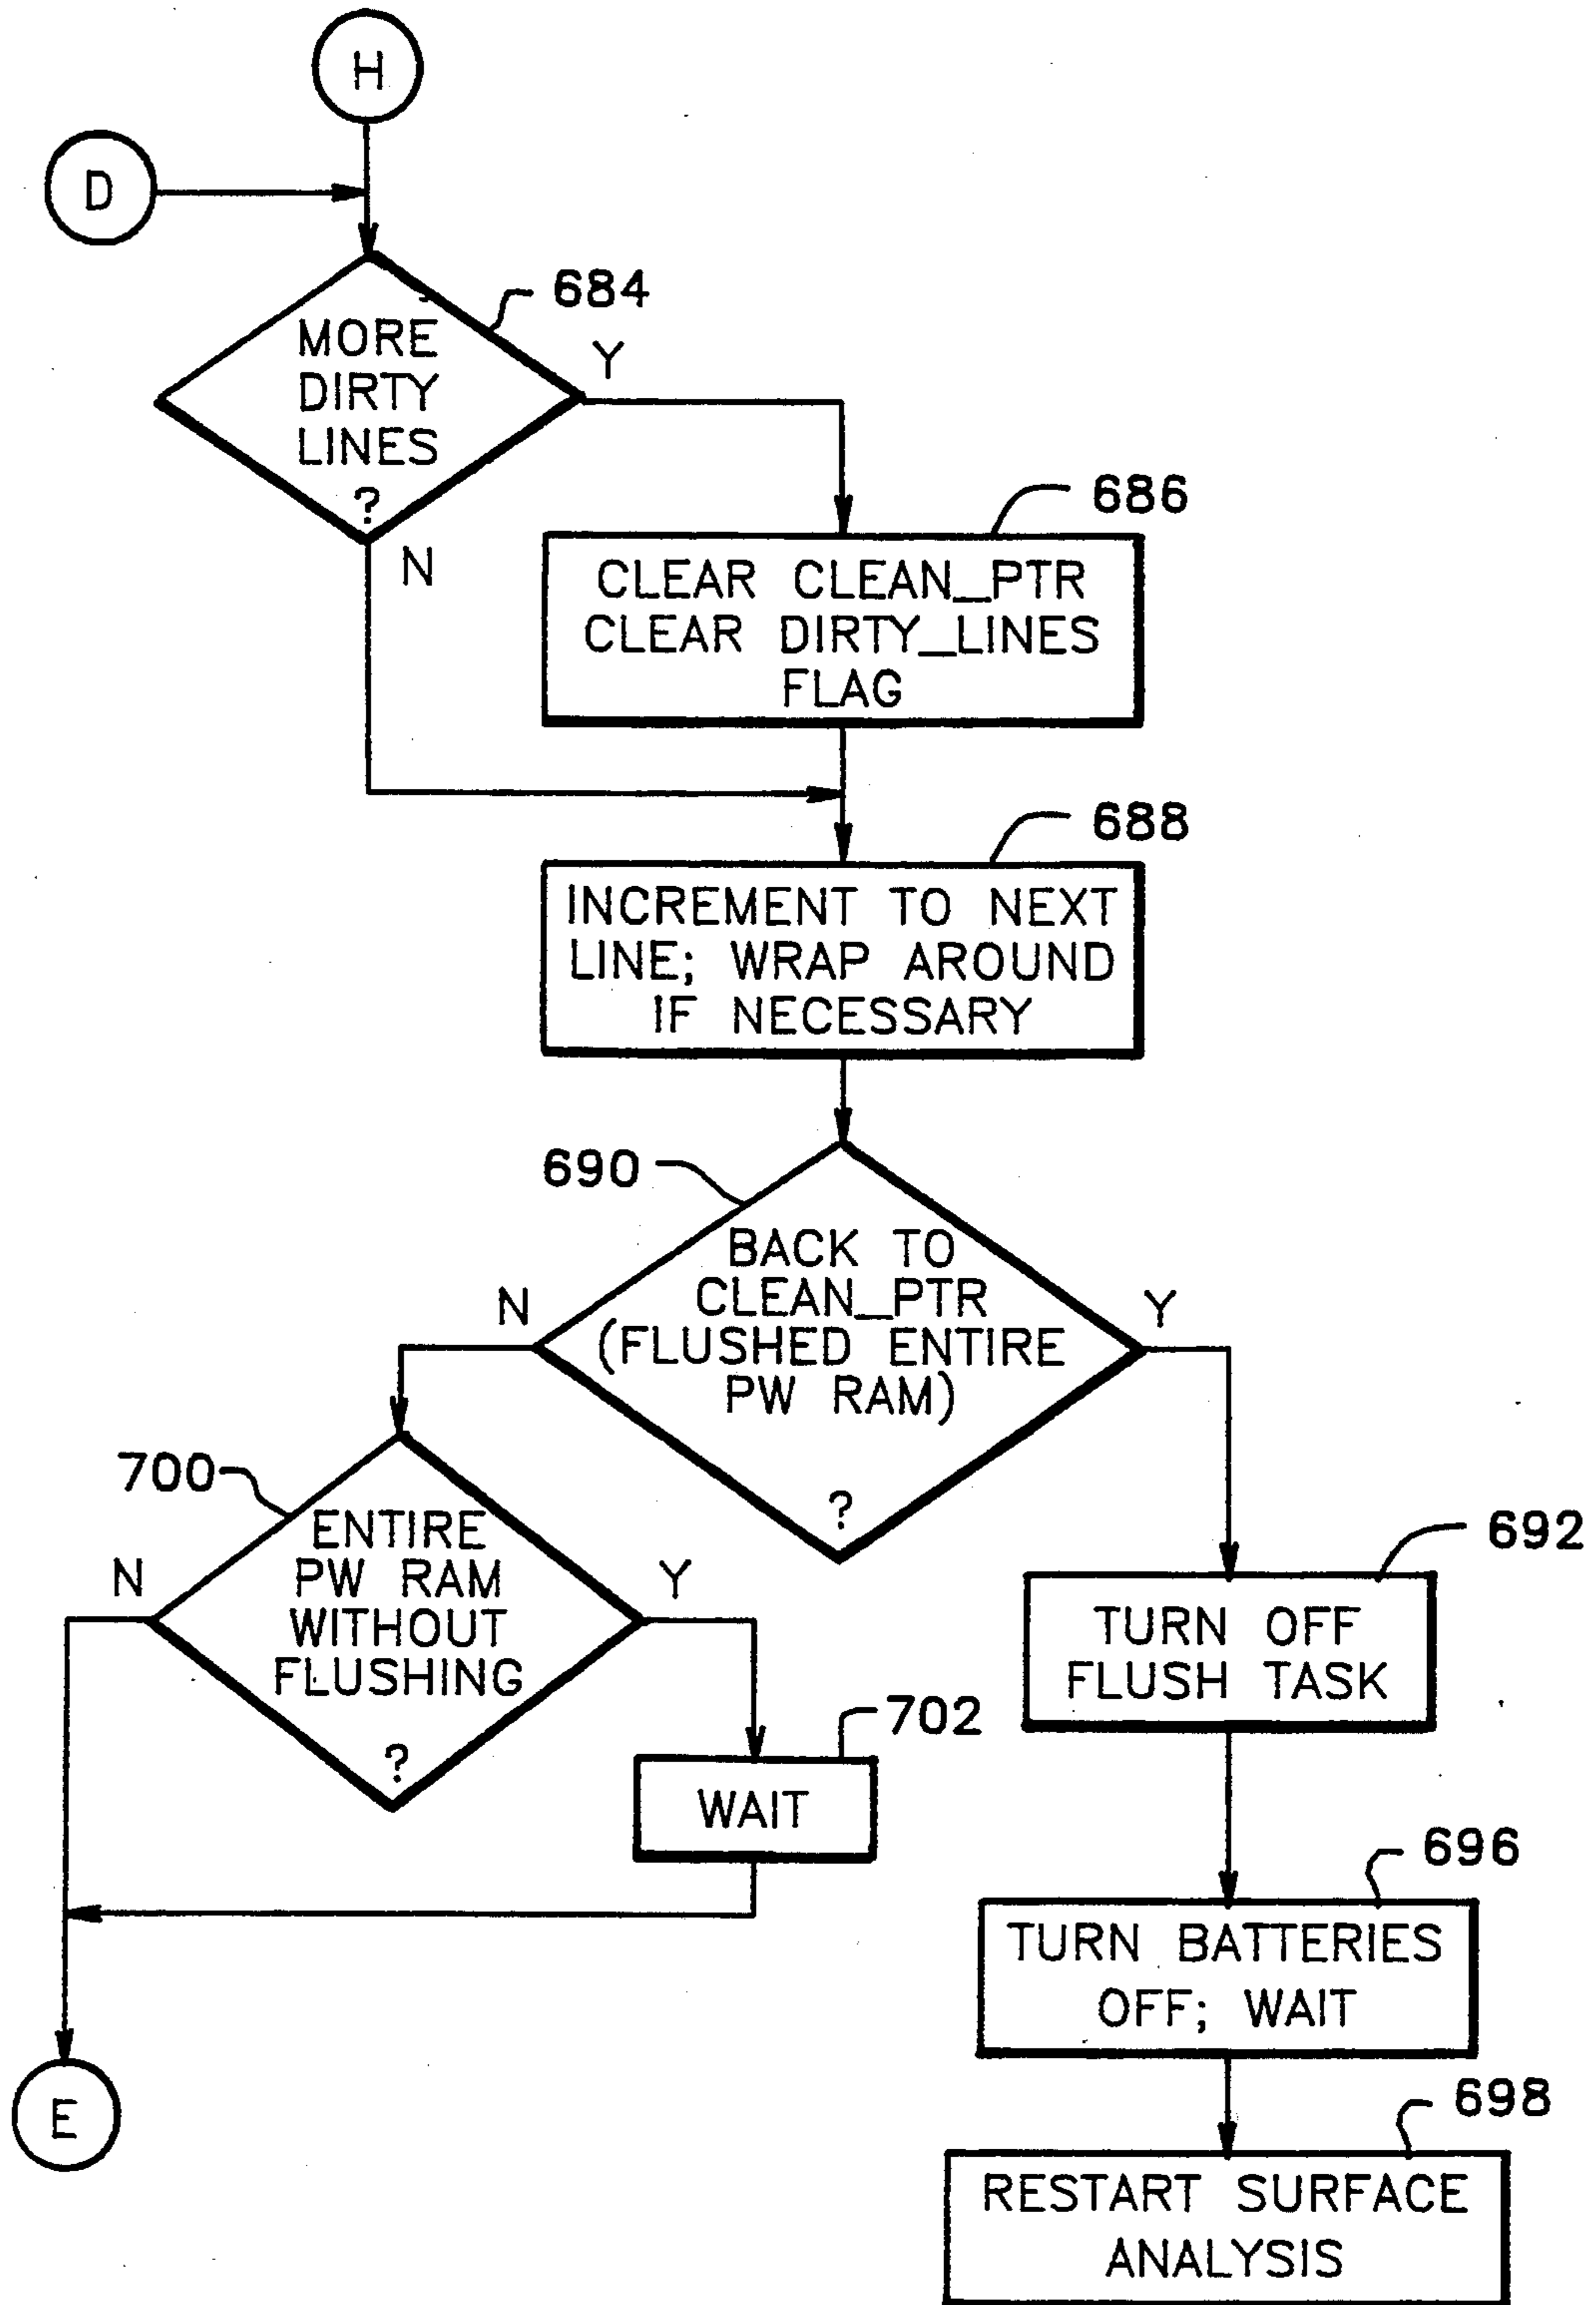 H
D
684
MORE
DIRTY
LINES
?
Y
N
686
CLEAR CLEAN_PTR
CLEAR DIRTY_LINES
FLAG
688
INCREMENT TO NEXT
LINE; WRAP AROUND
IF NECESSARY
690
BACK TO
CLEAN_PTR
(FLUSHED ENTIRE
PW RAM)
?
N
Y
700
ENTIRE
PW RAM
WITHOUT
FLUSHING
?
N
Y
702
WAIT
692
TURN OFF
FLUSH TASK
696
TURN BATTERIES
OFF; WAIT
698
RESTART SURFACE
ANALYSIS
E